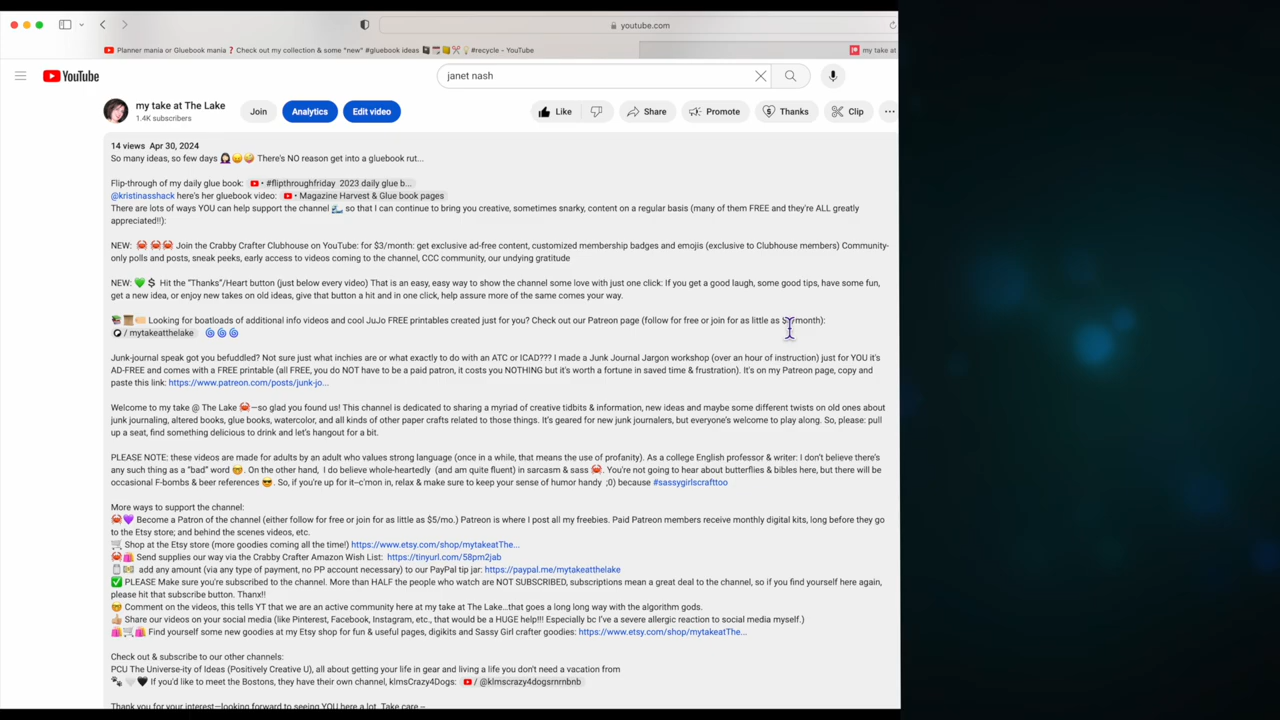 youtube.com
Planner mania or Gluebook mania ❓ Check out my collection & some "new" #gluebook ideas #recycle - YouTube
my take at
YouTube
janet nash
my take at The Lake
1.4K subscribers
Join
Analytics
Edit video
Like
Share
Promote
Thanks
Clip
14 views Apr 30, 2024
So many ideas, so few days There's NO reason get into a gluebook rut...
Flip-through of my daily glue book: • #flipthroughfriday 2023 daily glue b...
@kristinasshack here's her gluebook video: • Magazine Harvest & Glue book pages
There are lots of ways YOU can help support the channel so that I can continue to bring you creative, sometimes snarky, content on a regular basis (many of them FREE and they're ALL greatly
appreciated!!):
NEW: 🦀 🦀🦀 Join the Crabby Crafter Clubhouse on YouTube: for $3/month: get exclusive ad-free content, customized membership badges and emojis (exclusive to Clubhouse members) Community-
only polls and posts, sneak peeks, early access to videos coming to the channel, CCC community, our undying gratitude
NEW: 💚 $ Hit the "Thanks"/Heart button (just below every video) That is an easy, easy way to show the channel some love with just one click: If you get a good laugh, some good tips, have some fun,
get a new idea, or enjoy new takes on old ideas, give that button a hit and in one click, help assure more of the same comes your way.
Looking for boatloads of additional info videos and cool JuJo FREE printables created just for you? Check out our Patreon page (follow for free or join for as little as month):
/ mytakeatthelake 🌀🌀🌀
Junk-journal speak got you befuddled? Not sure just what inchies are or what exactly to do with an ATC or ICAD??? I made a Junk Journal Jargon workshop (over an hour of instruction) just for YOU it's
AD-FREE and comes with a FREE printable (all FREE, you do NOT have to be a paid patron, it costs you NOTHING but it's worth a fortune in saved time & frustration). It's on my Patreon page, copy and
paste this link: https://www.patreon.com/posts/junk-jo...
Welcome to my take @ The Lake 🦀—so glad you found us! This channel is dedicated to sharing a myriad of creative tidbits & information, new ideas and maybe some different twists on old ones about
junk journaling, altered books, glue books, watercolor, and all kinds of other paper crafts related to those things. It's geared for new junk journalers, but everyone's welcome to play along. So, please: pull
up a seat, find something delicious to drink and let's hangout for a bit.
PLEASE NOTE: these videos are made for adults by an adult who values strong language (once in a while, that means the use of profanity). As a college English professor & writer: I don't believe there's
any such thing as a "bad" word 🤓. On the other hand, I do believe whole-heartedly (and am quite fluent) in sarcasm & sass 🦀. You're not going to hear about butterflies & bibles here, but there will be
occasional F-bombs & beer references 😎. So, if you're up for it--c'mon in, relax & make sure to keep your sense of humor handy ;0) because #sassygirlscrafttoo
More ways to support the channel:
🦀💜 Become a Patron of the channel (either follow for free or join for as little as $5/mo.) Patreon is where I post all my freebies. Paid Patreon members receive monthly digital kits, long before they go
to the Etsy store; and behind the scenes videos, etc.
🛒 Shop at the Etsy store (more goodies coming all the time!) https://www.etsy.com/shop/mytakeatThe...
🦀🛍️ Send supplies our way via the Crabby Crafter Amazon Wish List: https://tinyurl.com/58pm2jab
add any amount (via any type of payment, no PP account necessary) to our PayPal tip jar: https://paypal.me/mytakeatthelake
✅ PLEASE Make sure you're subscribed to the channel. More than HALF the people who watch are NOT SUBSCRIBED, subscriptions mean a great deal to the channel, so if you find yourself here again,
please hit that subscribe button. Thanx!!
🤓 Comment on the videos, this tells YT that we are an active community here at my take at The Lake...that goes a long long way with the algorithm gods.
👍 Share our videos on your social media (like Pinterest, Facebook, Instagram, etc., that would be a HUGE help!!! Especially bc I've a severe allergic reaction to social media myself.)
🛍️🛒🛍️ Find yourself some new goodies at my Etsy shop for fun & useful pages, digikits and Sassy Girl crafter goodies: https://www.etsy.com/shop/mytakeatThe...
Check out & subscribe to our other channels:
PCU The Universe-ity of Ideas (Positively Creative U), all about getting your life in gear and living a life you don't need a vacation from
🐾 🤍🖤 If you'd like to meet the Bostons, they have their own channel, klmsCrazy4Dogs: / @klmscrazy4dogsrnrnbnb
Thank you for your interest—looking forward to seeing YOU here a lot. Take care --